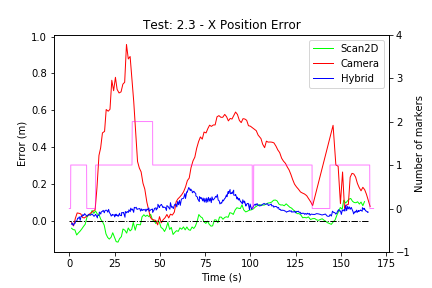 Test: 2.3 - X Position Error
Scan2D
Camera
Hybrid
Error (m)
1.0
0.8
0.6
0.4
0.2
0.0
4
3
2
1
0
−1
Number of markers
0 25 50 75 100 125 150 175
Time (s)